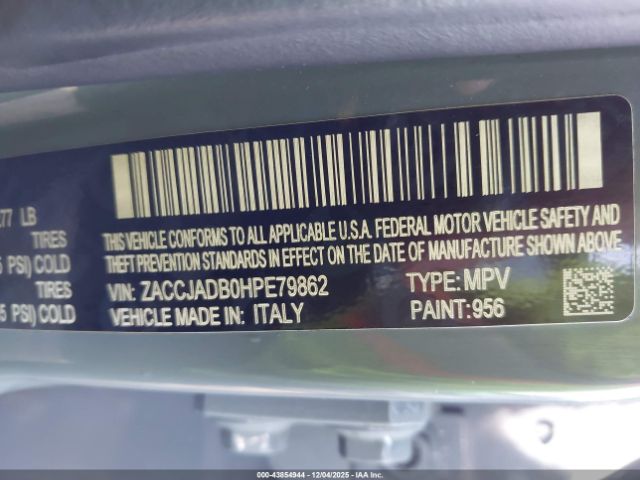 77 LB
TIRES
5 PSI) COLD
TIRES
5 PSI) COLD
THIS VEHICLE CONFORMS TO ALL APPLICABLE U.S.A. FEDERAL MOTOR VEHICLE SAFETY AND
THEFT PREVENTION STANDARDS IN EFFECT ON THE DATE OF MANUFACTURE SHOWN ABOVE.
VIN: ZACCJADB0HPE79862 TYPE: MPV
VEHICLE MADE IN: ITALY PAINT:956
000-43854944 - 12/04/2025 - IAA, Inc.